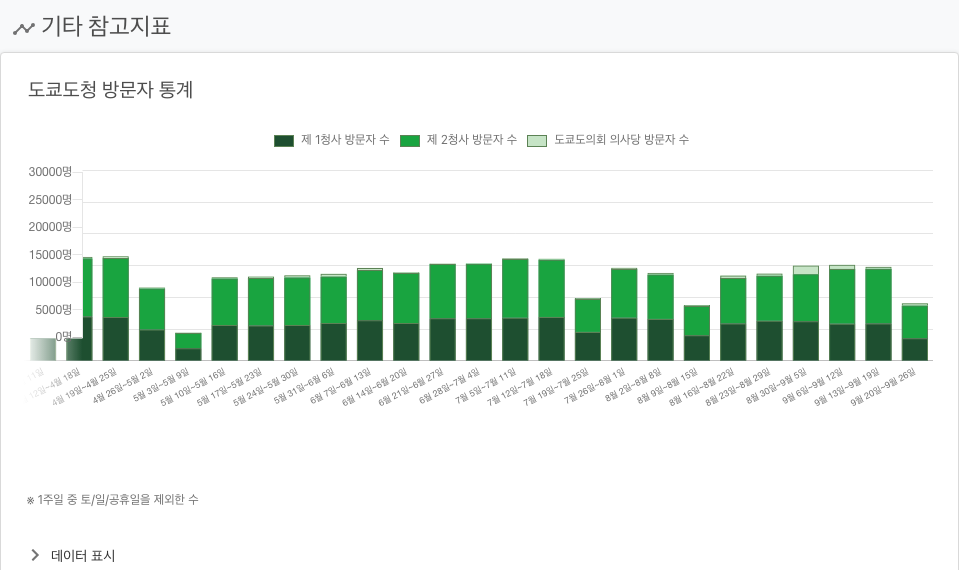 기타 참고지표
도쿄도청 방문자 통계
제 1청사 방문자 수 제 2청사 방문자 수 도쿄도의회 의사당 방문자 수
30000명
25000명
20000명
15000명
10000명
5000명
0명
4월 18일
4월 19일~4월 25일
4월 26일~5월 2일
5월 3일~5월 9일
5월 10일~5월 16일
5월 17일~5월 23일
5월 24일~5월 30일
5월 31일~6월 6일
6월 7일~6월 13일
6월 14일~6월 20일
6월 21일~6월 27일
6월 28일~7월 4일
7월 5일~7월 11일
7월 12일~7월 18일
7월 19일~7월 25일
7월 26일~8월 1일
8월 2일~8월 8일
8월 9일~8월 15일
8월 16일~8월 22일
8월 23일~8월 29일
8월 30일~9월 5일
9월 6일~9월 12일
9월 13일~9월 19일
9월 20일~9월 26일
※ 1주일 중 토/일/공휴일을 제외한 수
데이터 표시